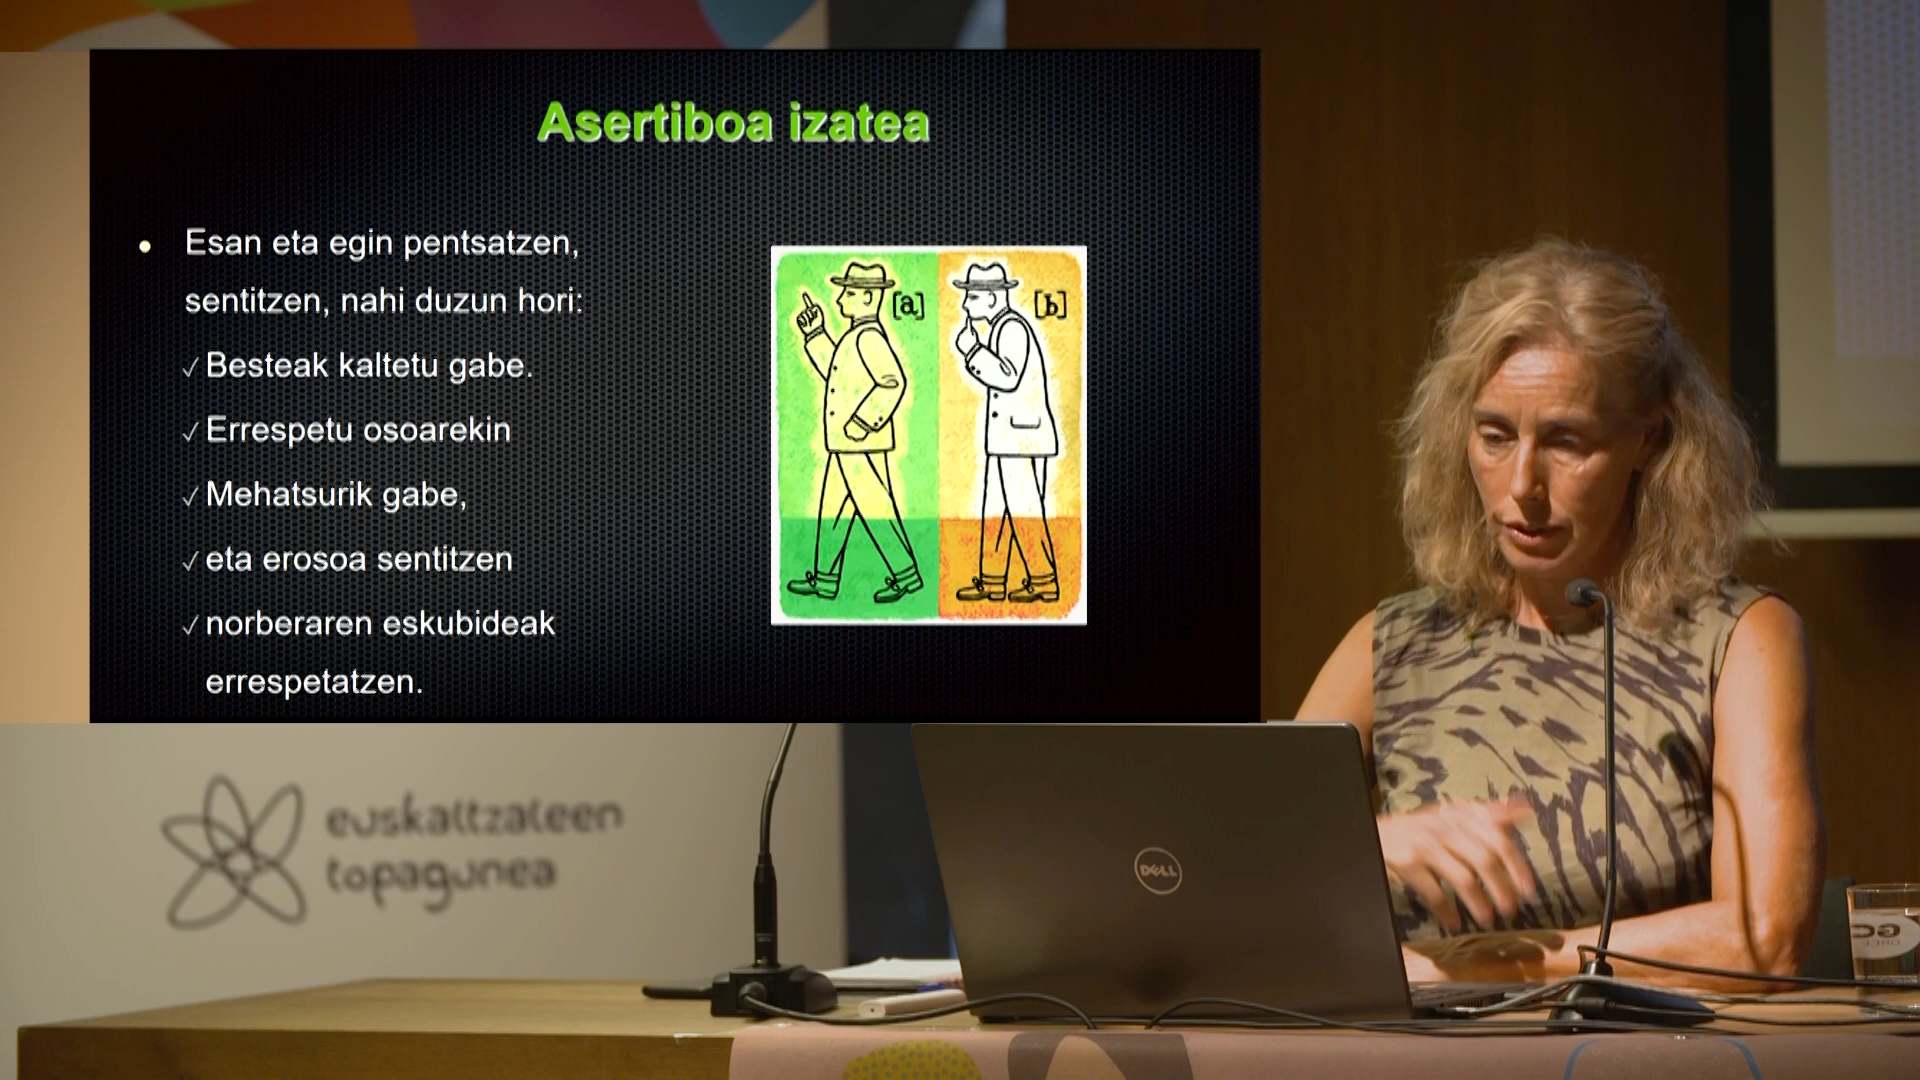 Asertiboa izatea
• Esan eta egin pentsatzen,
sentitzen, nahi duzun hori:
✓Besteak kaltetu gabe.
✓Errespetu osoarekin
✓Mehatsurik gabe,
✓eta erosoa sentitzen
✓norberaren eskubideak
errespetatzen.
[a] [b]
euskaltzaleen
topagunea
DELL